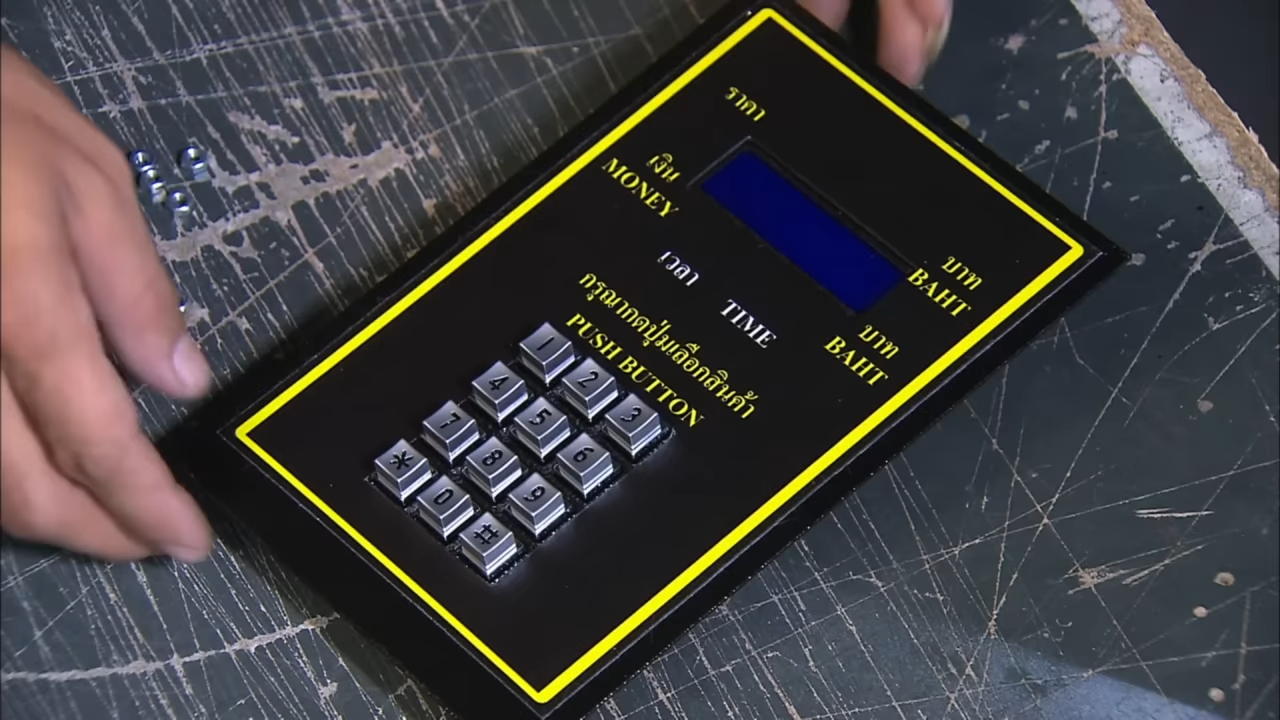 ราคา
เงิน
MONEY
บาท
BAHT
เวลา TIME
บาท
BAHT
กรุณากดปุ่มเลือกสินค้า
PUSH BUTTON
1 2 3
4 5 6
7 8 9
* 0 #